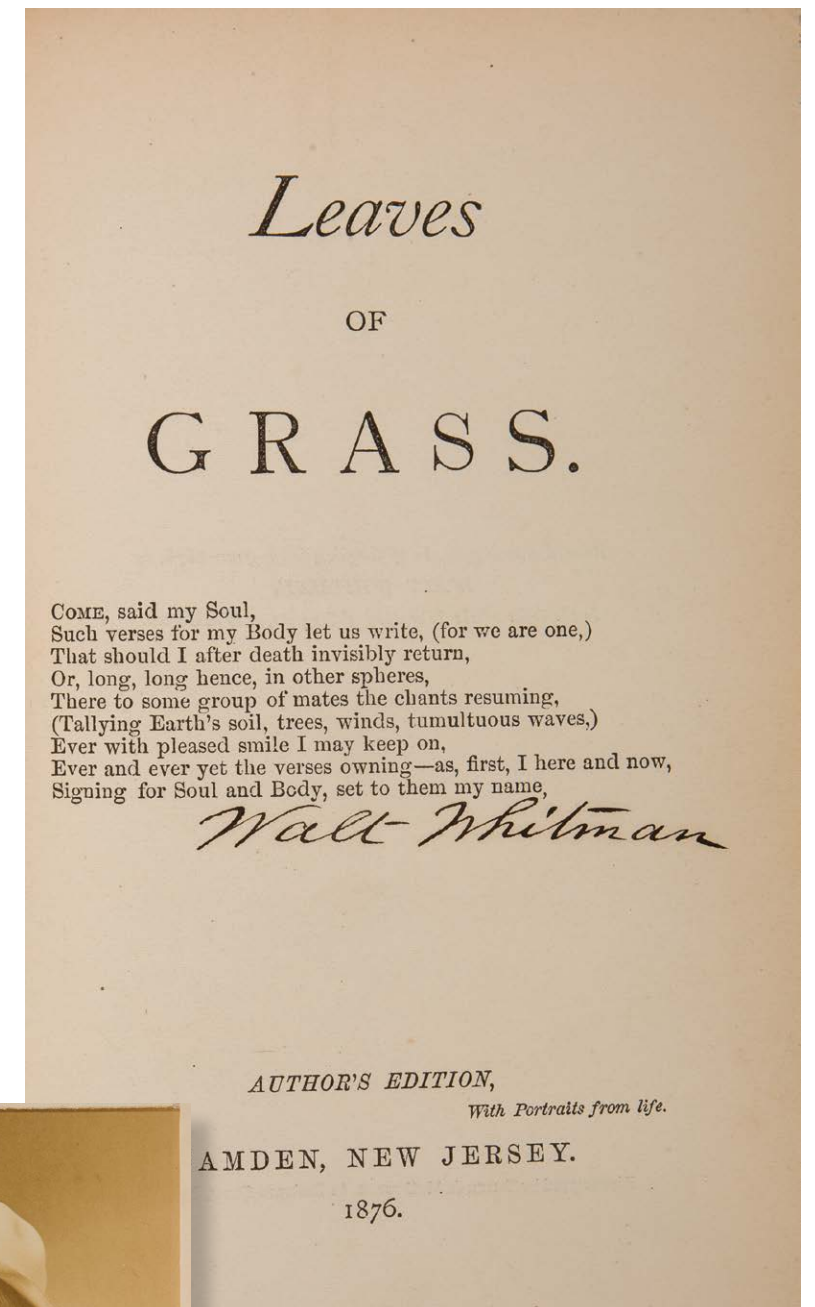 Leaves
OF
GRASS.
COME, said my Soul,
Such verses for my Body let us write, (for we are one,)
That should I after death invisibly return,
Or, long, long hence, in other spheres,
There to some group of mates the chants resuming,
(Tallying Earth's soil, trees, winds, tumultuous waves,)
Ever with pleased smile I may keep on,
Ever and ever yet the verses owning—as, first, I here and now,
Signing for Soul and Body, set to them my name,
Walt Whitman
AUTHOR'S EDITION,
With Portraits from life.
AMDEN, NEW JERSEY.
1876.